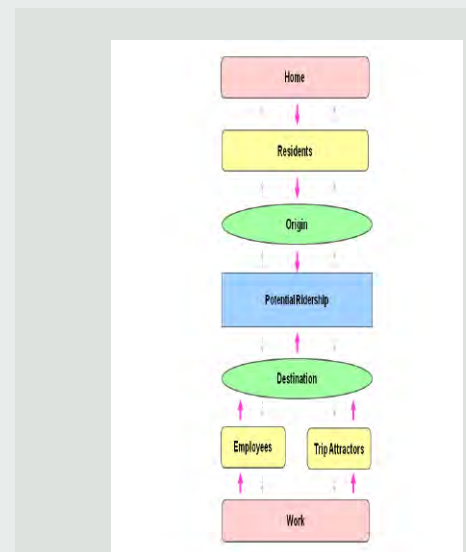 Home
Residents
Origin
Potential Ridership
Destination
Employees
Trip Attractors
Work